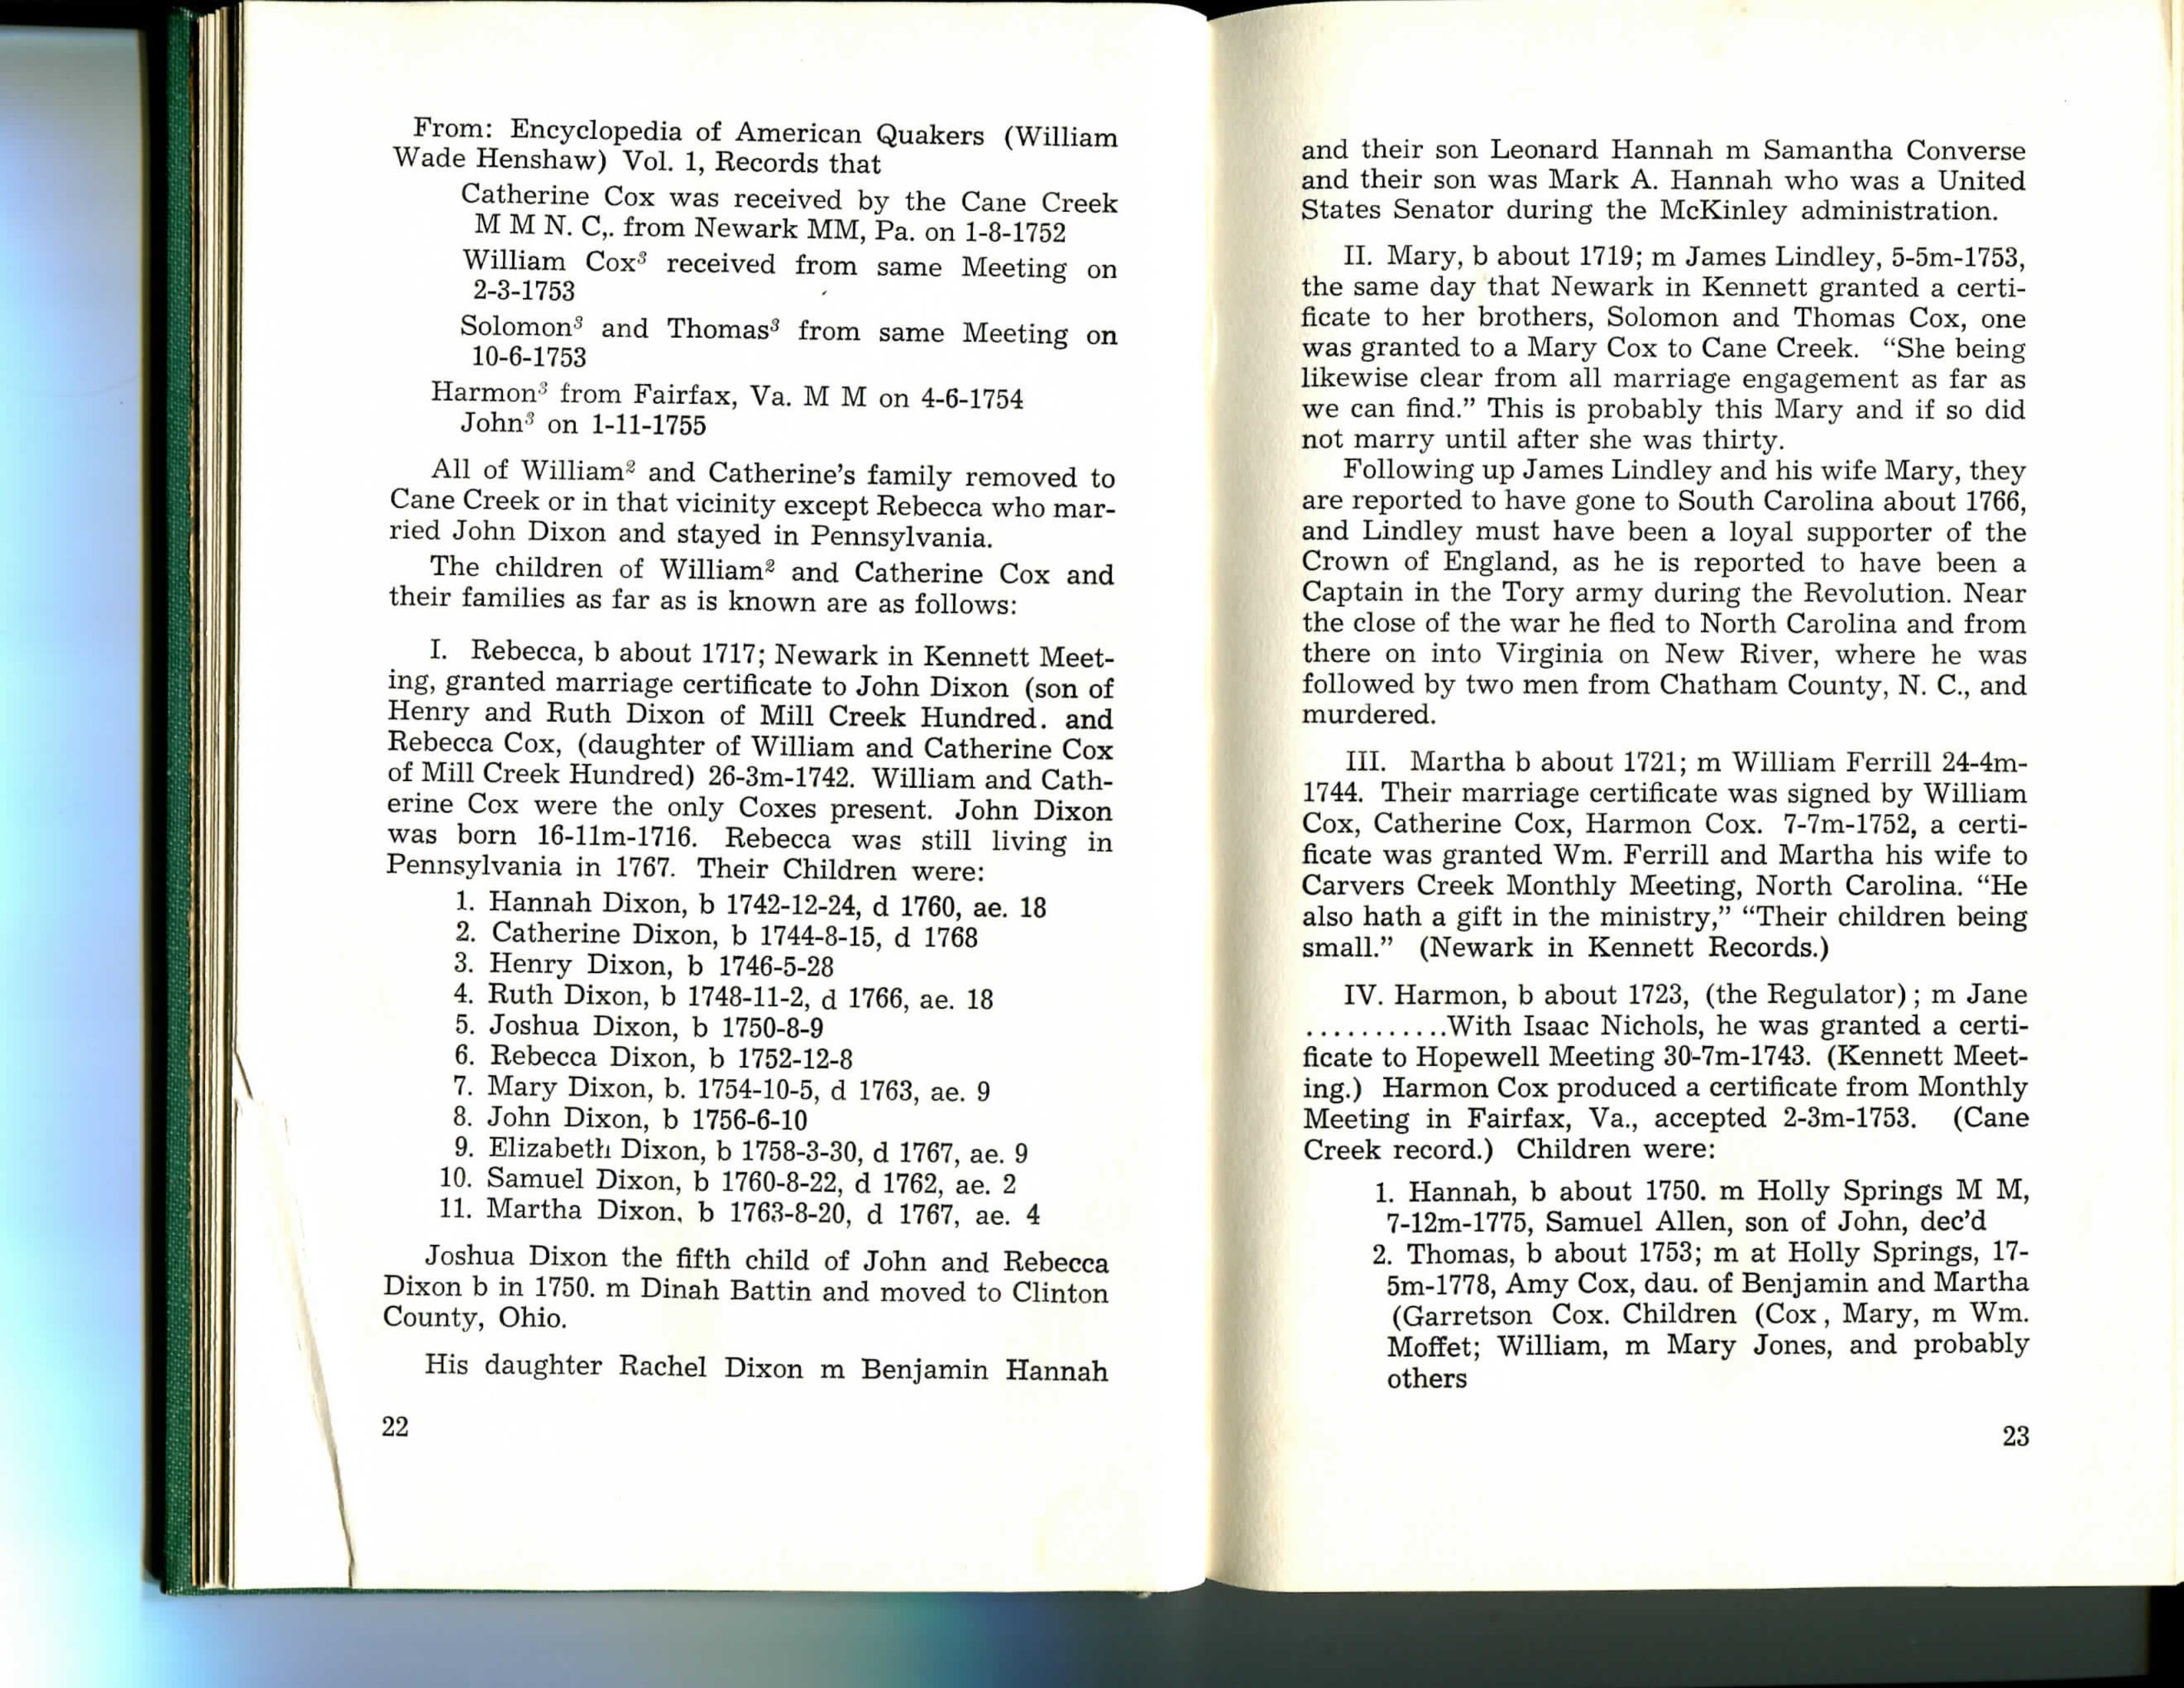 From: Encyclopedia of American Quakers (William
Wade Henshaw) Vol. 1, Records that
Catherine Cox was received by the Cane Creek
M M N. C,. from Newark MM, Pa. on 1-8-1752
William Cox³ received from same Meeting on
2-3-1753
Solomon³ and Thomas³ from same Meeting on
10-6-1753
Harmon³ from Fairfax, Va. M M on 4-6-1754
John³ on 1-11-1755
All of William² and Catherine's family removed to
Cane Creek or in that vicinity except Rebecca who mar-
ried John Dixon and stayed in Pennsylvania.
The children of William² and Catherine Cox and
their families as far as is known are as follows:
I. Rebecca, b about 1717; Newark in Kennett Meet-
ing, granted marriage certificate to John Dixon (son of
Henry and Ruth Dixon of Mill Creek Hundred. and
Rebecca Cox, (daughter of William and Catherine Cox
of Mill Creek Hundred) 26-3m-1742. William and Cath-
erine Cox were the only Coxes present. John Dixon
was born 16-11m-1716. Rebecca was still living in
Pennsylvania in 1767. Their Children were:
1. Hannah Dixon, b 1742-12-24, d 1760, ae. 18
2. Catherine Dixon, b 1744-8-15, d 1768
3. Henry Dixon, b 1746-5-28
4. Ruth Dixon, b 1748-11-2, d 1766, ae. 18
5. Joshua Dixon, b 1750-8-9
6. Rebecca Dixon, b 1752-12-8
7. Mary Dixon, b. 1754-10-5, d 1763, ae. 9
8. John Dixon, b 1756-6-10
9. Elizabeth Dixon, b 1758-3-30, d 1767, ae. 9
10. Samuel Dixon, b 1760-8-22, d 1762, ae. 2
11. Martha Dixon, b 1763-8-20, d 1767, ae. 4
Joshua Dixon the fifth child of John and Rebecca
Dixon b in 1750. m Dinah Battin and moved to Clinton
County, Ohio.
His daughter Rachel Dixon m Benjamin Hannah
22
and their son Leonard Hannah m Samantha Converse
and their son was Mark A. Hannah who was a United
States Senator during the McKinley administration.
II. Mary, b about 1719; m James Lindley, 5-5m-1753,
the same day that Newark in Kennett granted a certi-
ficate to her brothers, Solomon and Thomas Cox, one
was granted to a Mary Cox to Cane Creek. "She being
likewise clear from all marriage engagement as far as
we can find." This is probably this Mary and if so did
not marry until after she was thirty.
Following up James Lindley and his wife Mary, they
are reported to have gone to South Carolina about 1766,
and Lindley must have been a loyal supporter of the
Crown of England, as he is reported to have been a
Captain in the Tory army during the Revolution. Near
the close of the war he fled to North Carolina and from
there on into Virginia on New River, where he was
followed by two men from Chatham County, N. C., and
murdered.
III. Martha b about 1721; m William Ferrill 24-4m-
1744. Their marriage certificate was signed by William
Cox, Catherine Cox, Harmon Cox. 7-7m-1752, a certi-
ficate was granted Wm. Ferrill and Martha his wife to
Carvers Creek Monthly Meeting, North Carolina. "He
also hath a gift in the ministry," "Their children being
small." (Newark in Kennett Records.)
IV. Harmon, b about 1723, (the Regulator); m Jane
...........With Isaac Nichols, he was granted a certi-
ficate to Hopewell Meeting 30-7m-1743. (Kennett Meet-
ing.) Harmon Cox produced a certificate from Monthly
Meeting in Fairfax, Va., accepted 2-3m-1753. (Cane
Creek record.) Children were:
1. Hannah, b about 1750. m Holly Springs M M,
7-12m-1775, Samuel Allen, son of John, dec'd
2. Thomas, b about 1753; m at Holly Springs, 17-
5m-1778, Amy Cox, dau. of Benjamin and Martha
(Garretson Cox. Children (Cox, Mary, m Wm.
Moffet; William, m Mary Jones, and probably
others
23